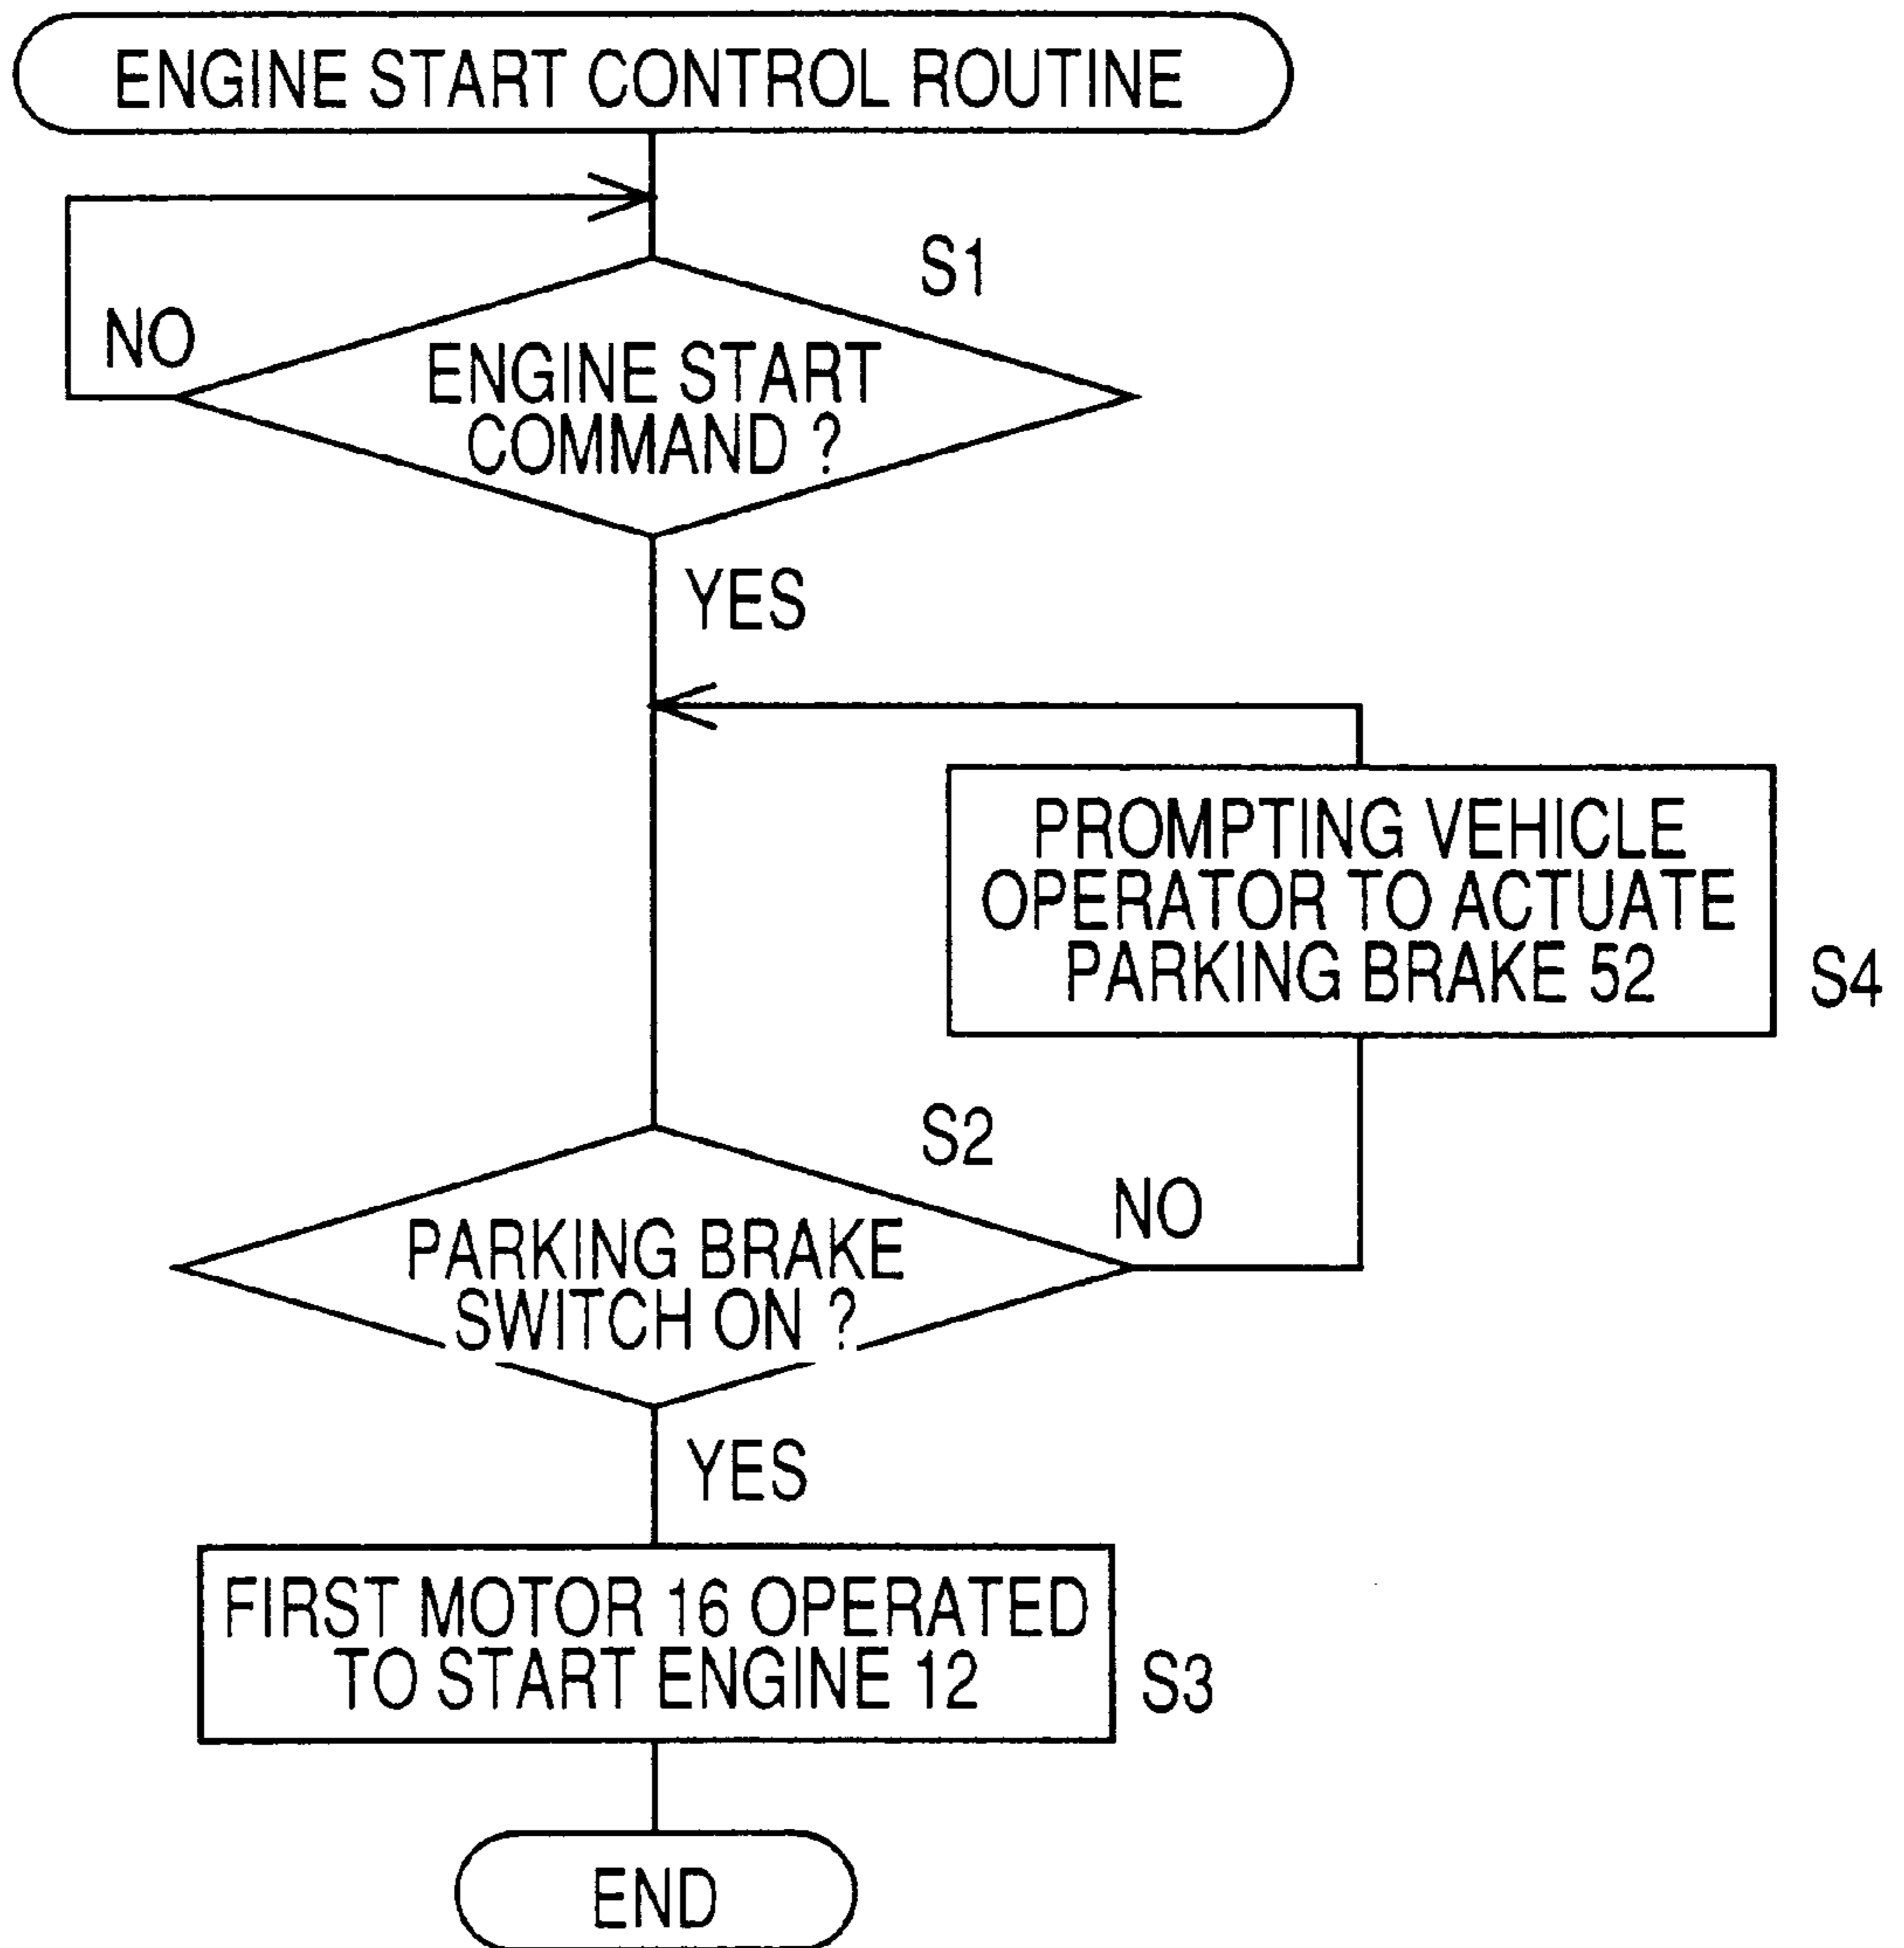 ENGINE START CONTROL ROUTINE
S1
NO
ENGINE START
COMMAND ?
YES
PROMPTING VEHICLE
OPERATOR TO ACTUATE
PARKING BRAKE 52
S4
S2
NO
PARKING BRAKE
SWITCH ON ?
YES
FIRST MOTOR 16 OPERATED
TO START ENGINE 12
S3
END